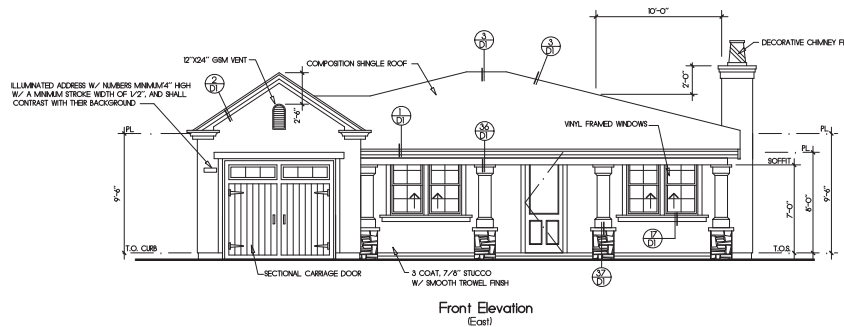 10'-0"
3
D1
3
D1
DECORATIVE CHIMNEY FI
12"X24" GSM VENT
COMPOSITION SHINGLE ROOF
2
D1
ILLUMINATED ADDRESS W/ NUMBERS MINIMUM 4" HIGH
W/ A MINIMUM STROKE WIDTH OF 1/2", AND SHALL
CONTRAST WITH THEIR BACKGROUND
2'-0"
2'-6"
1
D1
36
D1
VINYL FRAMED WINDOWS
PL.
PL.
PL.
SOFFIT
9'-6"
7'-0"
8'-0"
9'-6"
17
D1
T.O. CURB
T.O.S.
SECTIONAL CARRIAGE DOOR
3 COAT, 7/8" STUCCO
W/ SMOOTH TROWEL FINISH
37
D1
Front Elevation
(East)